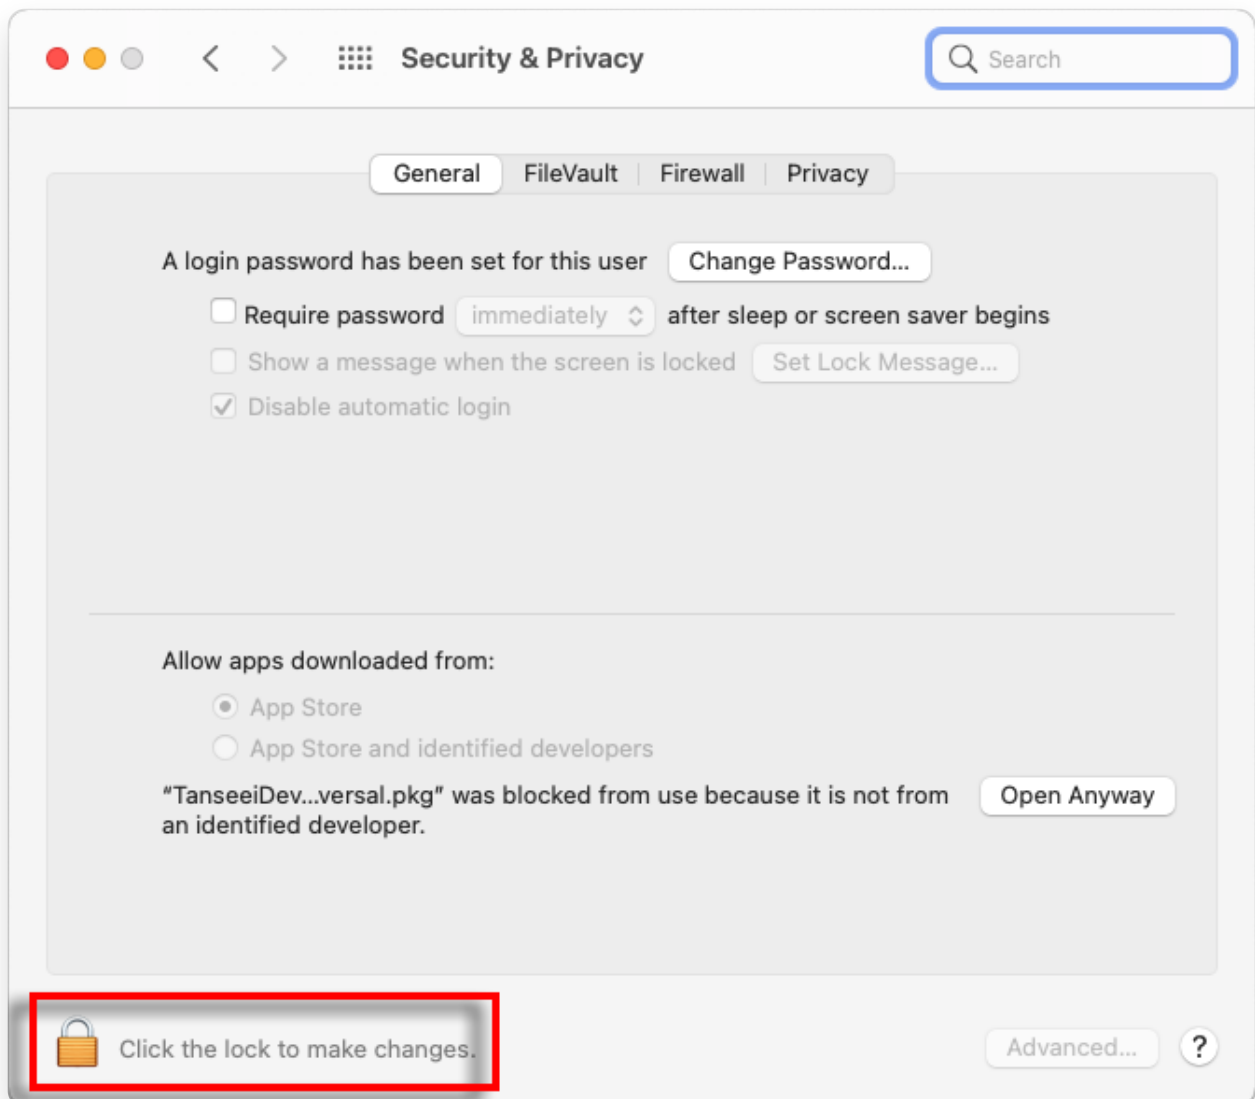 Security & Privacy
Search
General
FileVault
Firewall
Privacy
A login password has been set for this user
Change Password...
Require password
immediately
after sleep or screen saver begins
Show a message when the screen is locked
Set Lock Message...
Disable automatic login
Allow apps downloaded from:
App Store
App Store and identified developers
“TanseeiDev...versal.pkg” was blocked from use because it is not from
an identified developer.
Open Anyway
Click the lock to make changes.
Advanced...
?